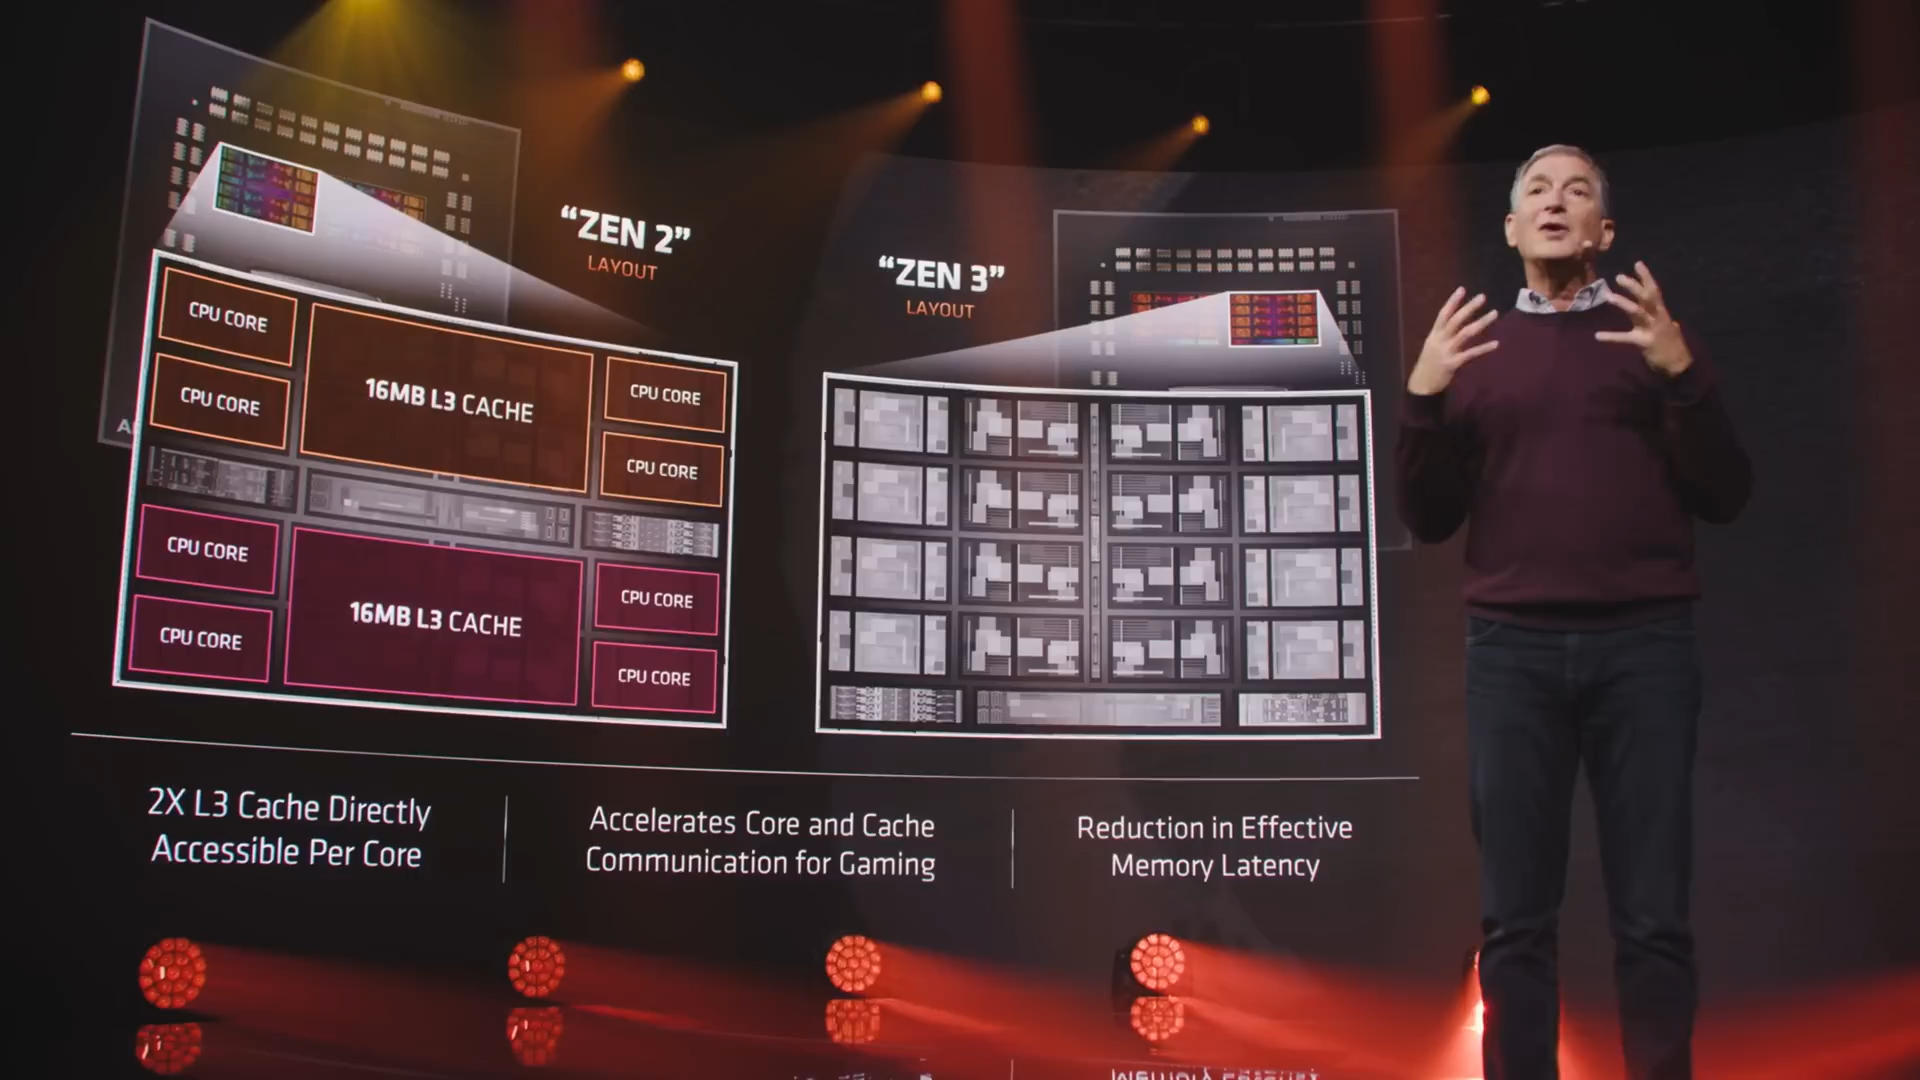 “ZEN 2”
LAYOUT
CPU CORE
CPU CORE
16MB L3 CACHE
CPU CORE
CPU CORE
CPU CORE
CPU CORE
16MB L3 CACHE
CPU CORE
CPU CORE
“ZEN 3”
LAYOUT
2X L3 Cache Directly
Accessible Per Core
Accelerates Core and Cache
Communication for Gaming
Reduction in Effective
Memory Latency